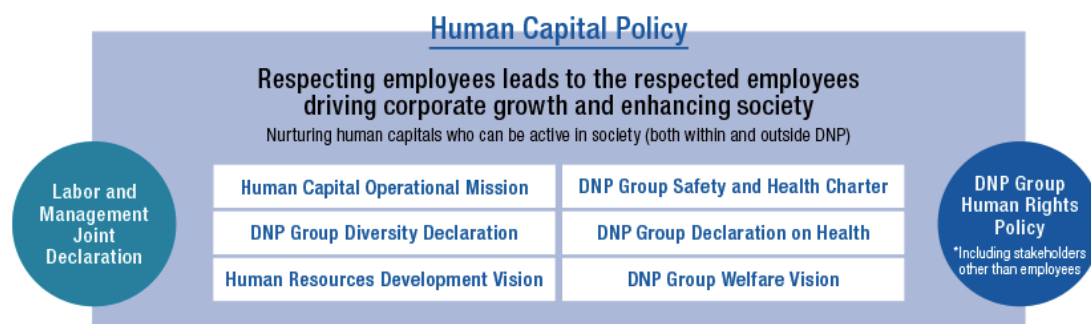 Human Capital Policy
Respecting employees leads to the respected employees
driving corporate growth and enhancing society
Nurturing human capitals who can be active in society (both within and outside DNP)
Labor and
Management
Joint
Declaration
Human Capital Operational Mission
DNP Group Safety and Health Charter
DNP Group Diversity Declaration
DNP Group Declaration on Health
Human Resources Development Vision
DNP Group Welfare Vision
DNP Group
Human Rights
Policy
*Including stakeholders
other than employees